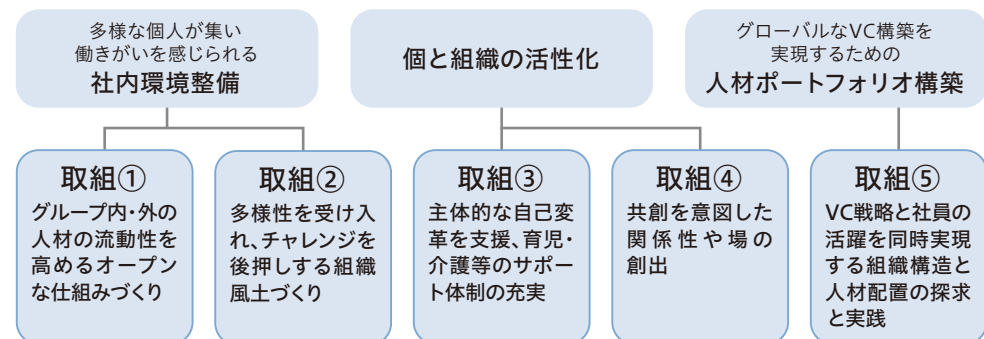 多様な個人が集い
働きがいを感じられる
社内環境整備
個と組織の活性化
グローバルなVC構築を
実現するための
人材ポートフォリオ構築
取組①
グループ内・外の
人材の流動性を
高めるオープン
な仕組みづくり
取組②
多様性を受け入
れ、チャレンジを
後押しする組織
風土づくり
取組③
主体的な自己変
革を支援、育児・
介護等のサポー
ト体制の充実
取組④
共創を意図した
関係性や場の
創出
取組⑤
VC戦略と社員の
活躍を同時実現
する組織構造と
人材配置の探求
と実践